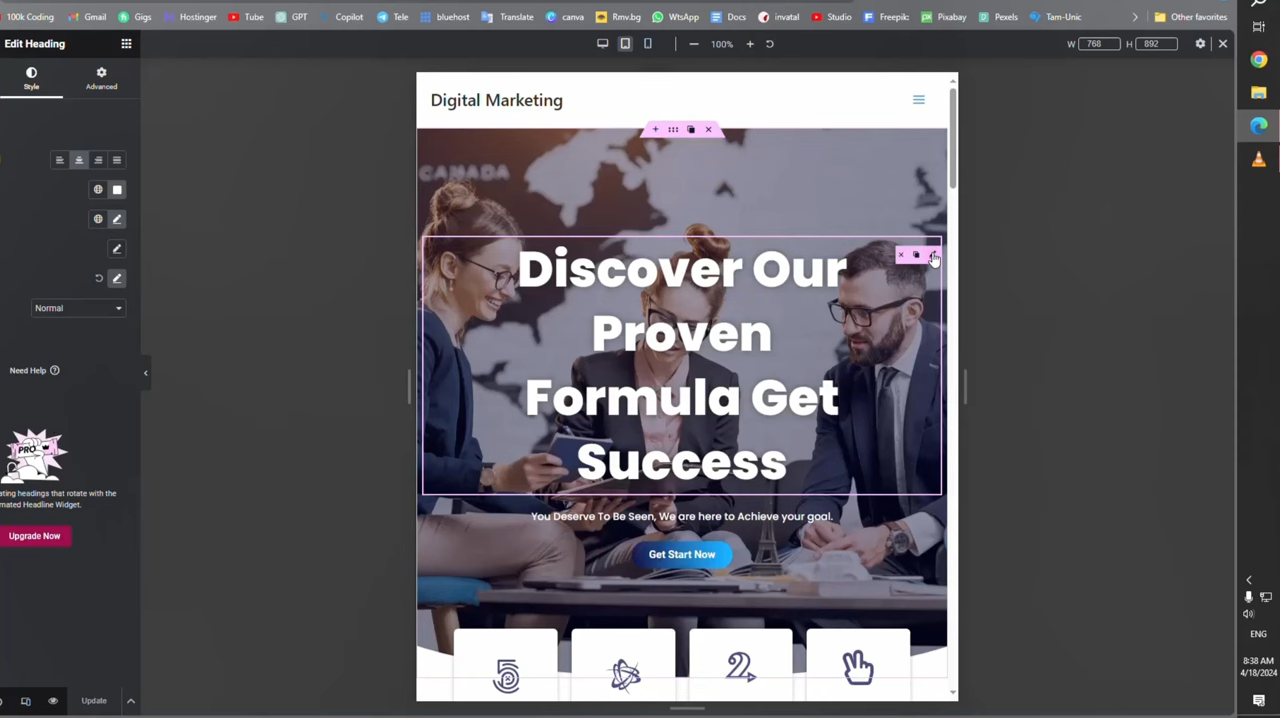 100k Coding Gmail Gigs Hostinger Tube GPT Copilot Tele bluehost Translate canva Rmv.bg WtsApp Docs invatal Studio Freepik: Pixabay Pexels Tam-Unic Other favorites
Edit Heading
100% W 768 H 892
Style Advanced
Digital Marketing
CANADA
Discover Our
Proven
Formula Get
Success
Normal
Need Help
PRO
ating headings that rotate with the
mated Headline Widget.
Upgrade Now
You Deserve To Be Seen, We are here to Achieve your goal.
Get Start Now
Update
ENG
8:38 AM
4/18/2024